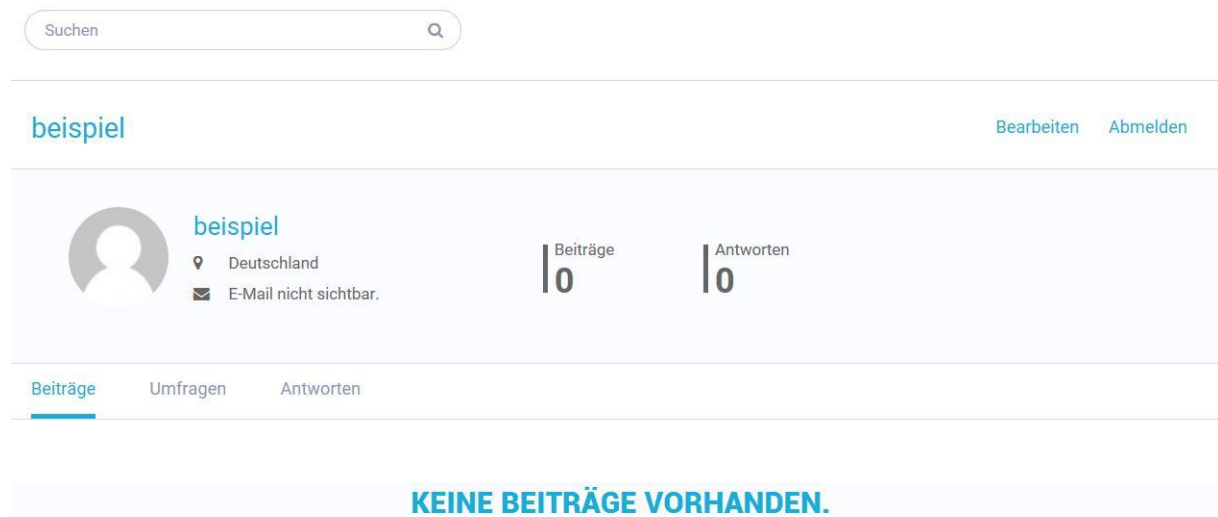 Suchen
beispiel
Bearbeiten Abmelden
beispiel
Deutschland
E-Mail nicht sichtbar.
Beiträge
0
Antworten
0
Beiträge Umfragen Antworten
KEINE BEITRÄGE VORHANDEN.